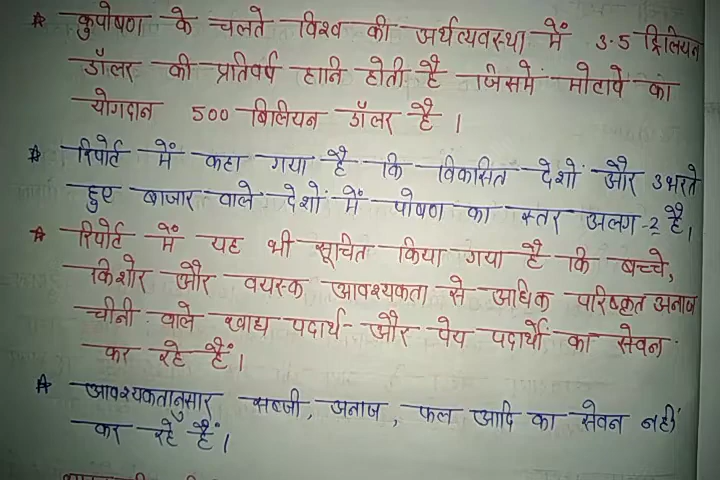 * कुपोषण के चलते विश्व की अर्थव्यवस्था में 3.5 ट्रिलियन
डॉलर की प्रतिवर्ष हानि होती है जिसमें मोटापे का
योगदान 500 बिलियन डॉलर है ।
* रिपोर्ट में कहा गया है कि विकसित देशों और उभरते
हुए बाजार वाले देशों में पोषण का स्तर अलग-2 है।
* रिपोर्ट में यह भी सूचित किया गया है कि बच्चे,
किशोर और वयस्क आवश्यकता से अधिक परिष्कृत अनाज
चीनी वाले खाद्य पदार्थ और पेय पदार्थो का सेवन
कर रहे हैं।
* आवश्यकतानुसार सब्जी, अनाज, फल आदि का सेवन नहीं
कर रहे हैं।